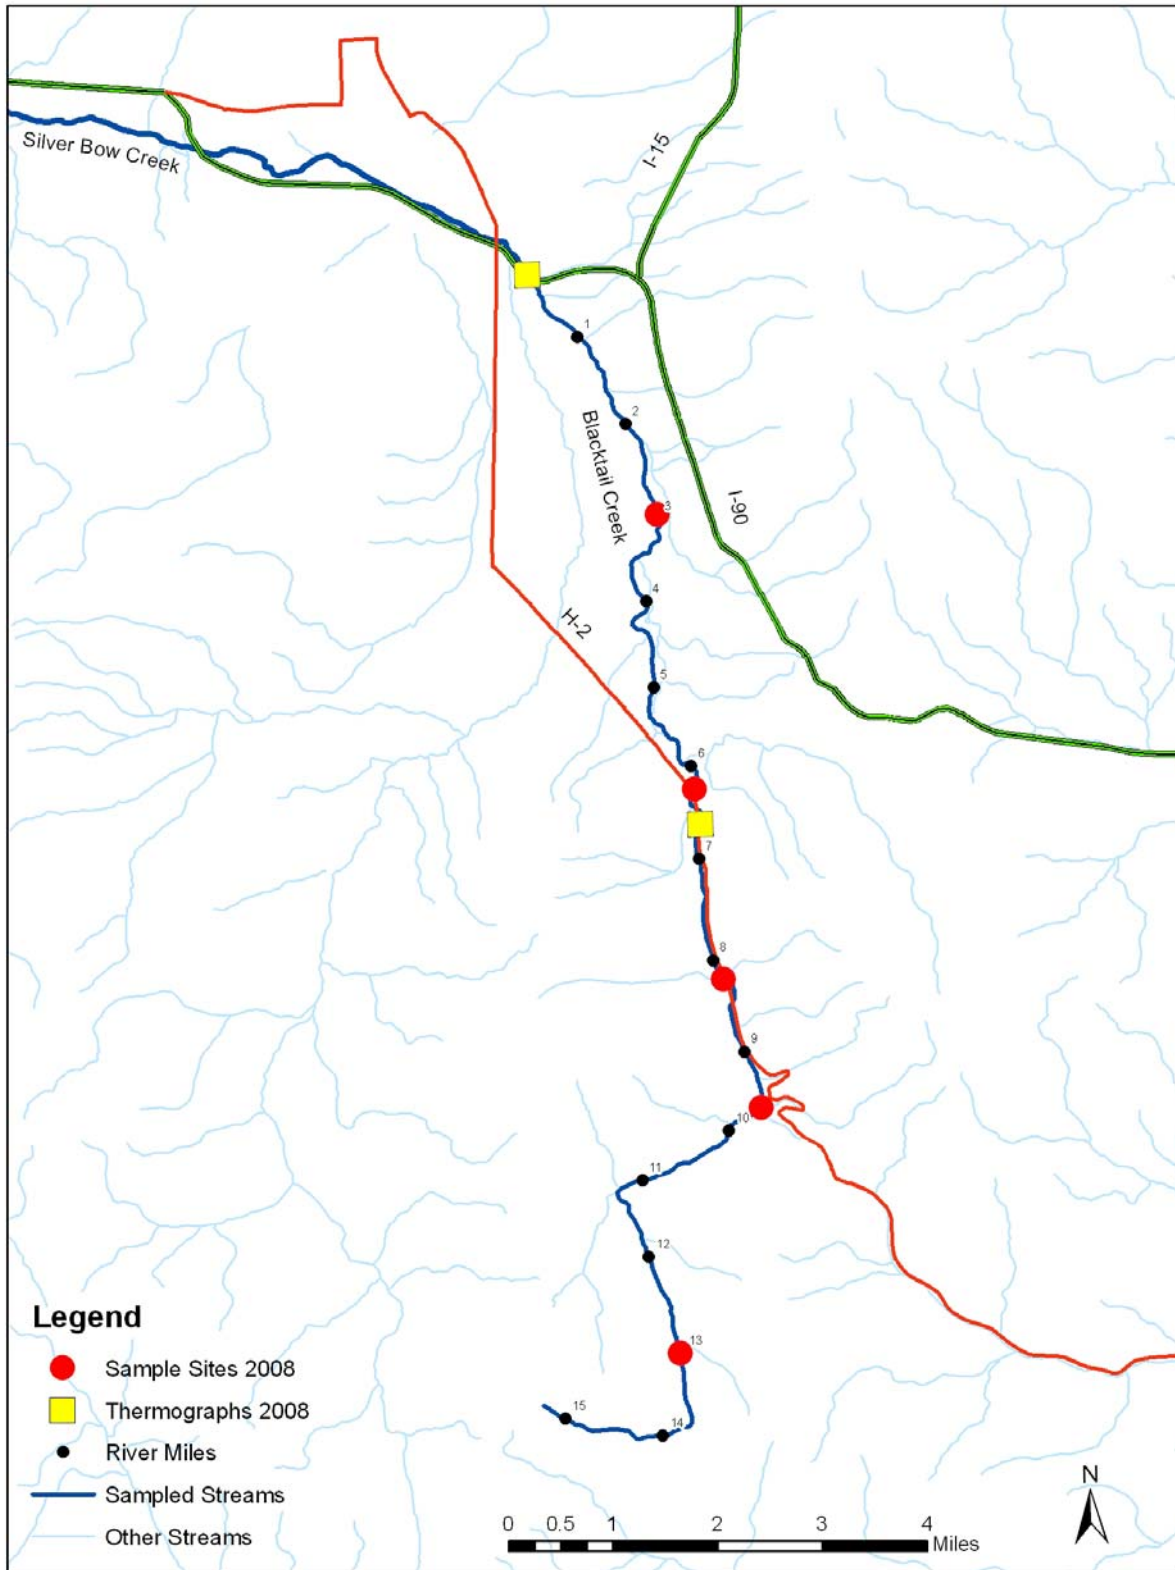 Silver Bow Creek
I-15
1
2
Blacktail Creek
3
I-90
4
H-2
5
6
7
8
9
10
11
12
13
14
15
Legend
Sample Sites 2008
Thermographs 2008
River Miles
Sampled Streams
Other Streams
N
0 0.5 1 2 3 4
Miles